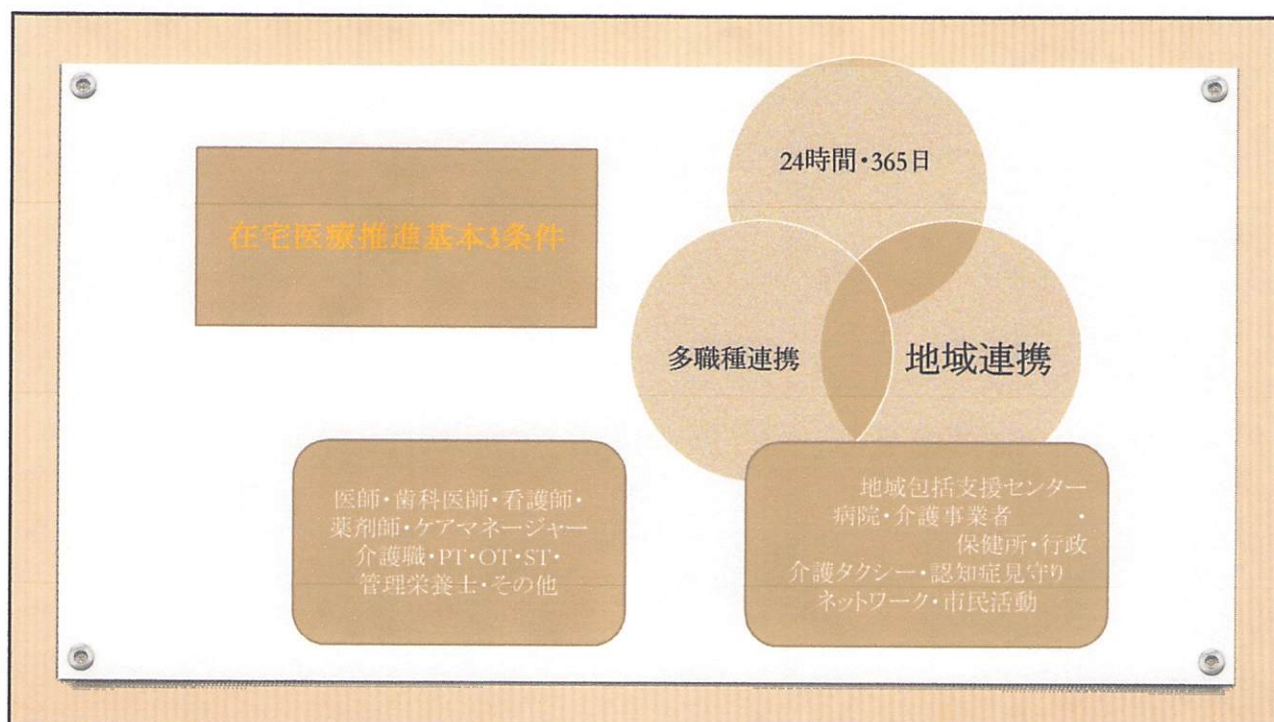 在宅医療推進基本3条件
24時間・365日
多職種連携
地域連携
医師・歯科医師・看護師・
薬剤師・ケアマネージャー
介護職・PT・OT・ST・
管理栄養士・その他
地域包括支援センター
病院・介護事業者　　・
保健所・行政
介護タクシー・認知症見守り
ネットワーク・市民活動